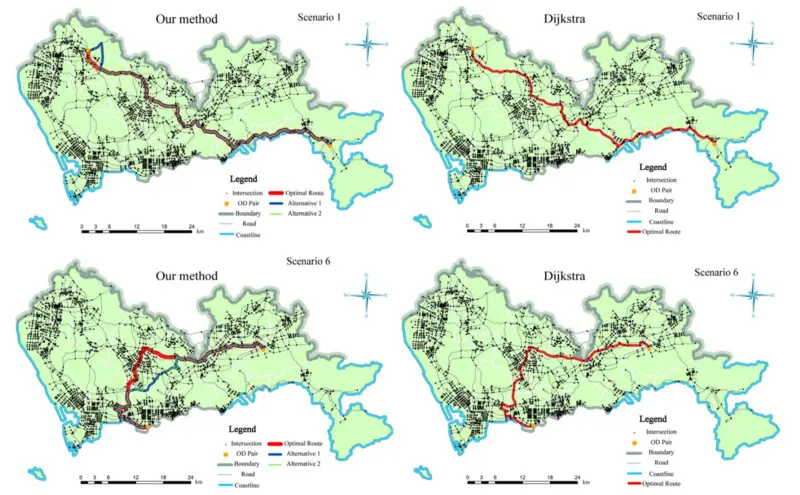 Our method
Scenario 1
N
W E
S
Legend
Intersection
Optimal Route
OD Pair
Alternative 1
Boundary
Alternative 2
Road
Coastline
0 3 6 12 18 24
km
Dijkstra
Scenario 1
N
W E
S
Legend
Intersection
OD Pair
Boundary
Road
Coastline
Optimal Route
0 3 6 12 18 24
km
Our method
Scenario 6
N
W E
S
Legend
Intersection
Optimal Route
OD Pair
Alternative 1
Boundary
Alternative 2
Road
Coastline
0 3 6 12 18 24
km
Dijkstra
Scenario 6
N
W E
S
Legend
Intersection
OD Pair
Boundary
Road
Coastline
Optimal Route
0 3 6 12 18 24
km